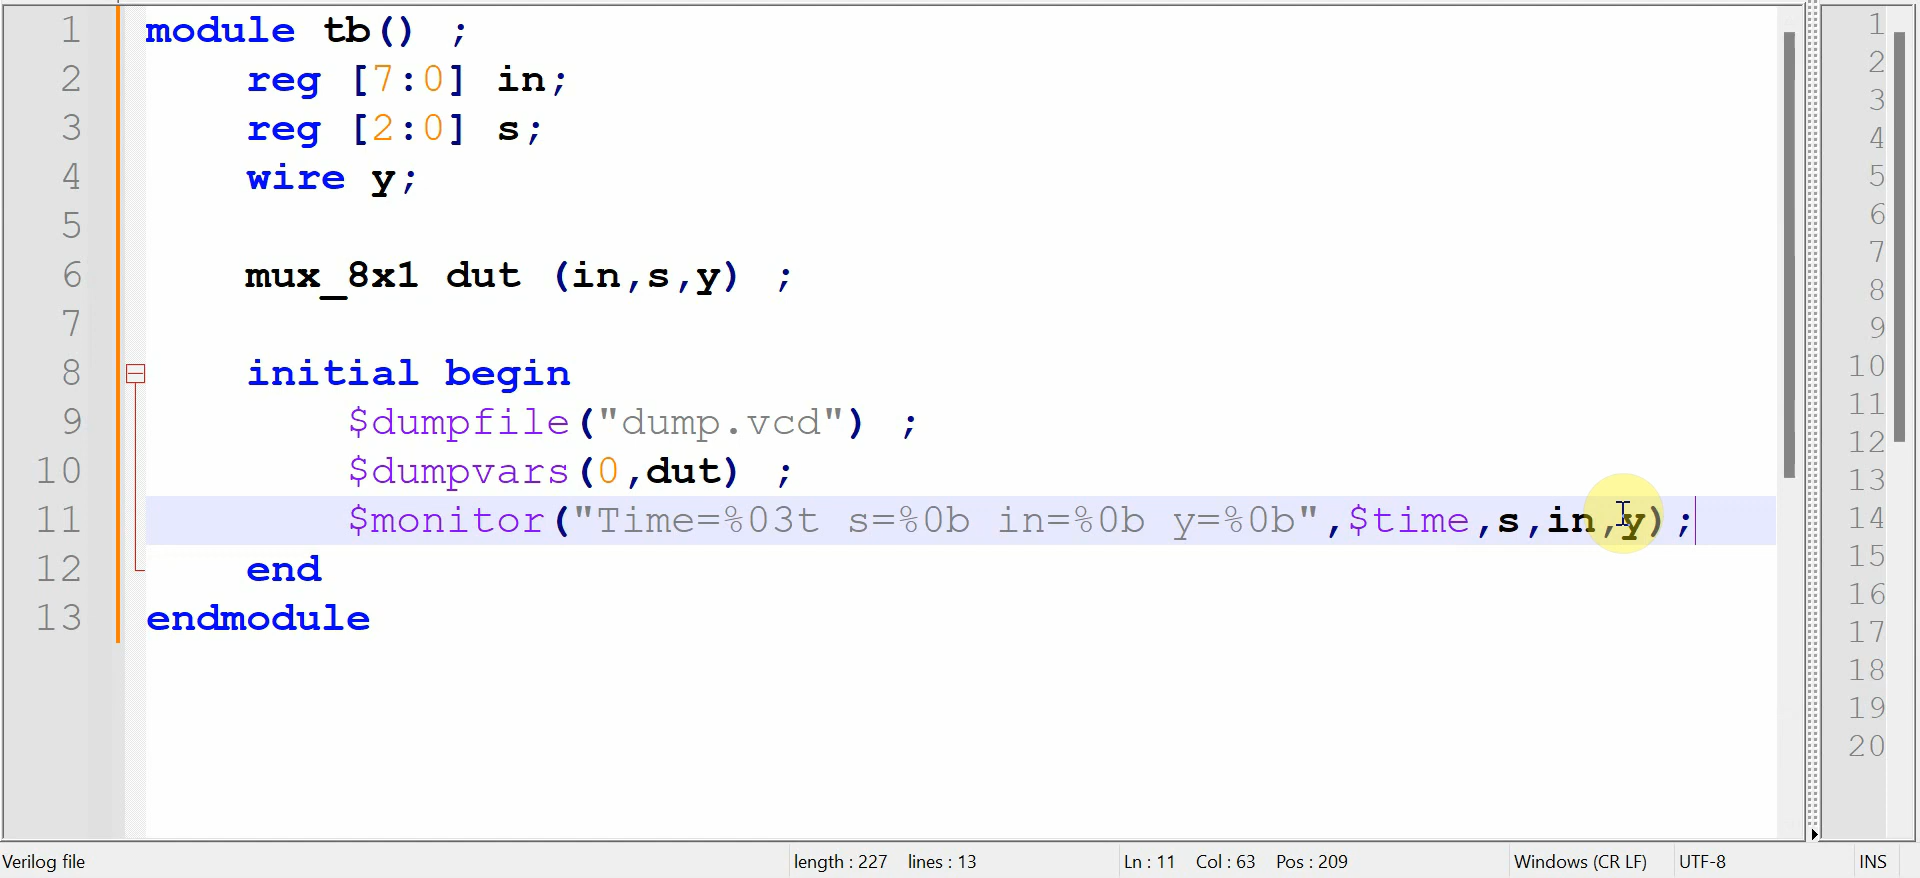 1 module tb() ;
2 reg [7:0] in;
3 reg [2:0] s;
4 wire y;
5
6 mux_8x1 dut (in,s,y) ;
7
8 initial begin
9 $dumpfile("dump.vcd") ;
10 $dumpvars(0,dut) ;
11 $monitor("Time=%03t s=%0b in=%0b y=%0b",$time,s,in,y);
12 end
13 endmodule
1
2
3
4
5
6
7
8
9
10
11
12
13
14
15
16
17
18
19
20
Verilog file length : 227 lines : 13 Ln : 11 Col : 63 Pos : 209 Windows (CR LF) UTF-8 INS